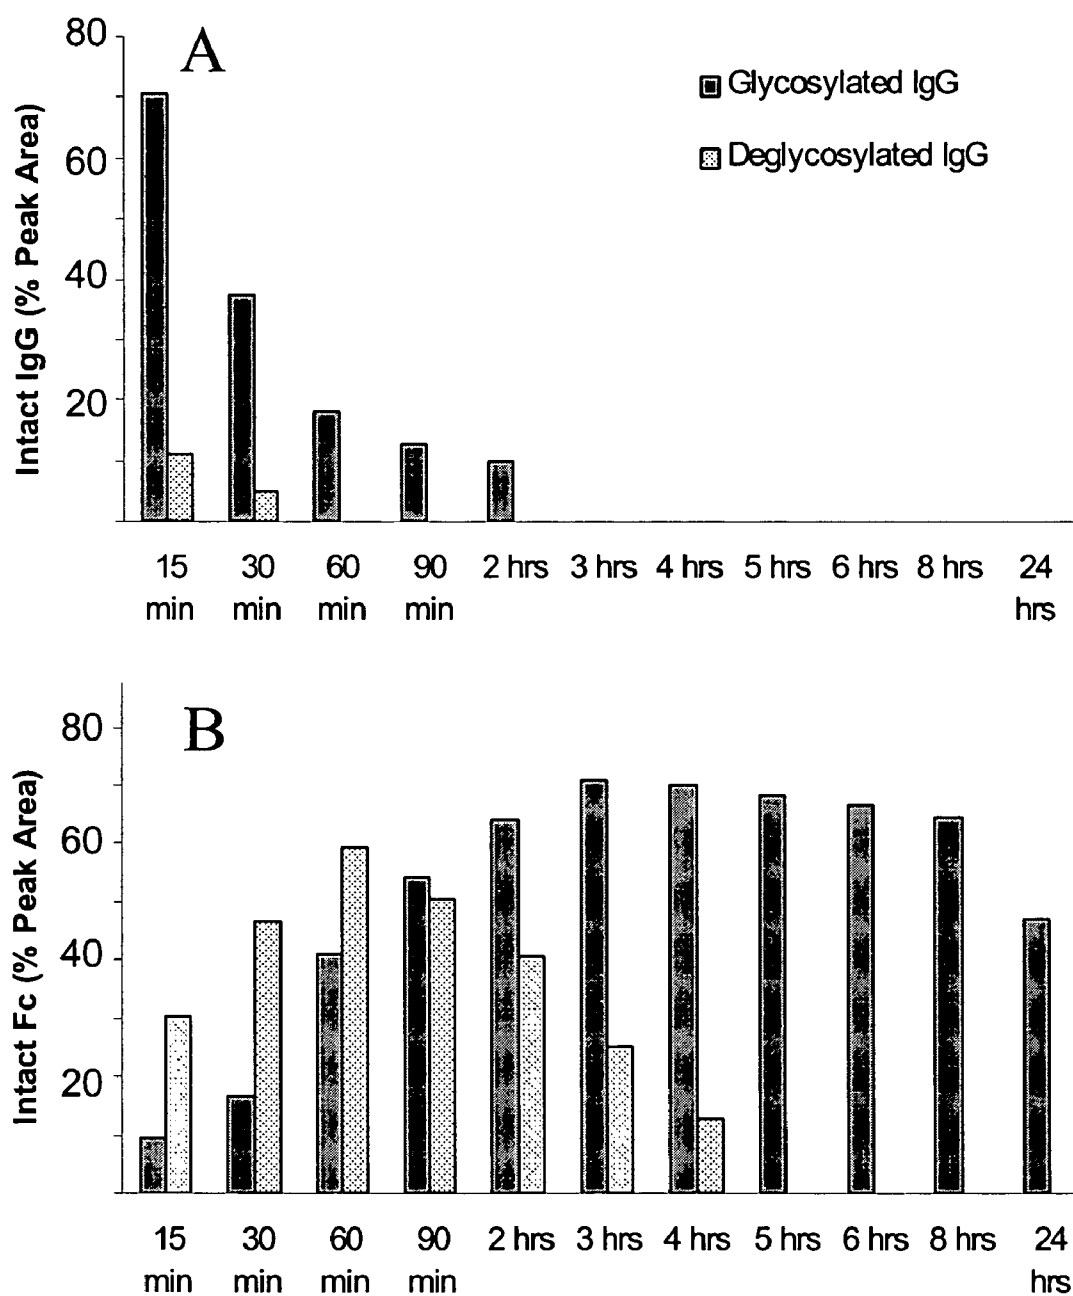 A
Intact IgG (% Peak Area)
80
60
40
20
Glycosylated IgG
Deglycosylated IgG
15 30 60 90 2 hrs 3 hrs 4 hrs 5 hrs 6 hrs 8 hrs 24
min min min min hrs
B
Intact Fc (% Peak Area)
80
60
40
20
15 30 60 90 2 hrs 3 hrs 4 hrs 5 hrs 6 hrs 8 hrs 24
min min min min hrs